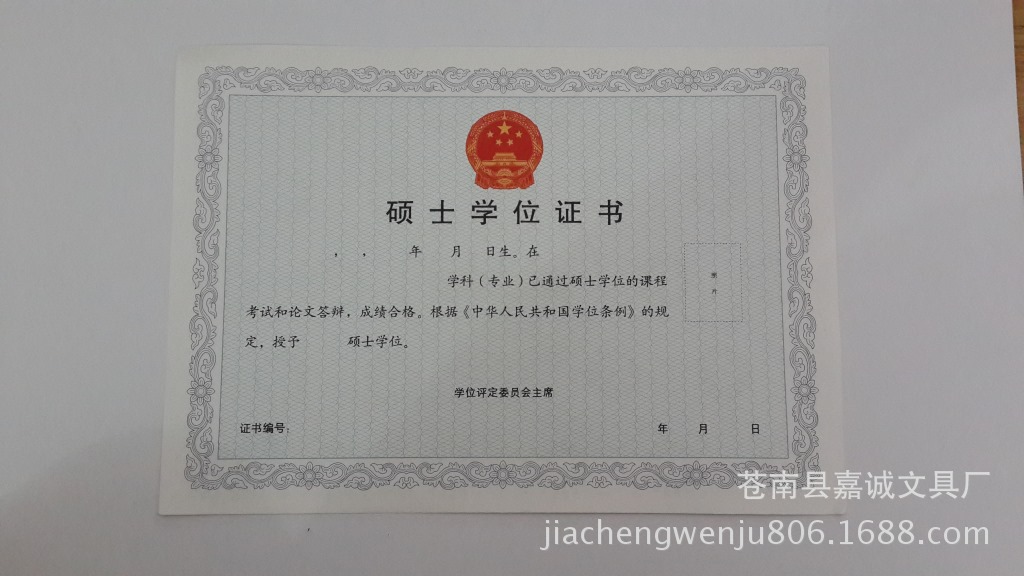 硕士学位证书
， ， 年 月 日生。在
学科（专业）已通过硕士学位的课程
考试和论文答辩，成绩合格。根据《中华人民共和国学位条例》的规
定，授予 硕士学位。
照
片
学位评定委员会主席
证书编号： 年 月 日
苍南县嘉诚文具厂
jiachengwenju806.1688.com